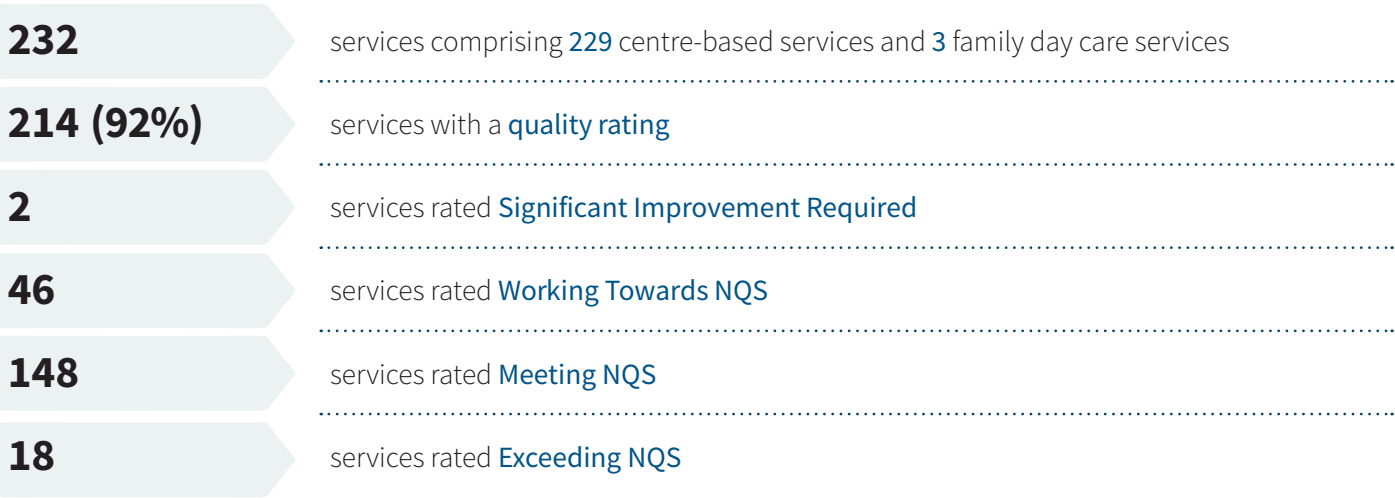 232 services comprising 229 centre-based services and 3 family day care services
214 (92%) services with a quality rating
2 services rated Significant Improvement Required
46 services rated Working Towards NQS
148 services rated Meeting NQS
18 services rated Exceeding NQS